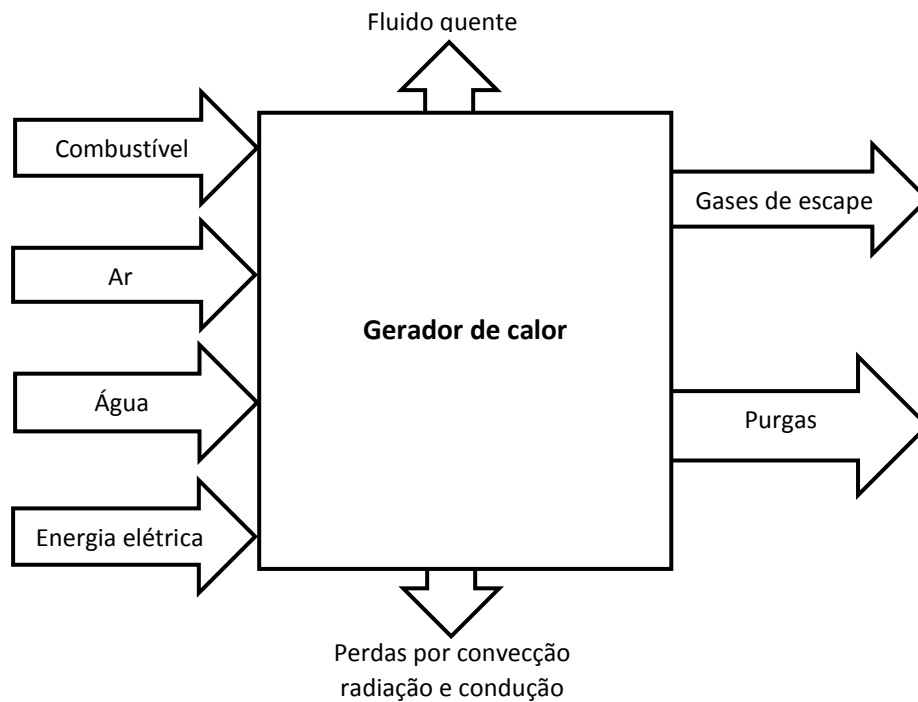 Fluido quente
Combustível
Gases de escape
Ar
Gerador de calor
Água
Purgas
Energia elétrica
Perdas por convecção
radiação e condução